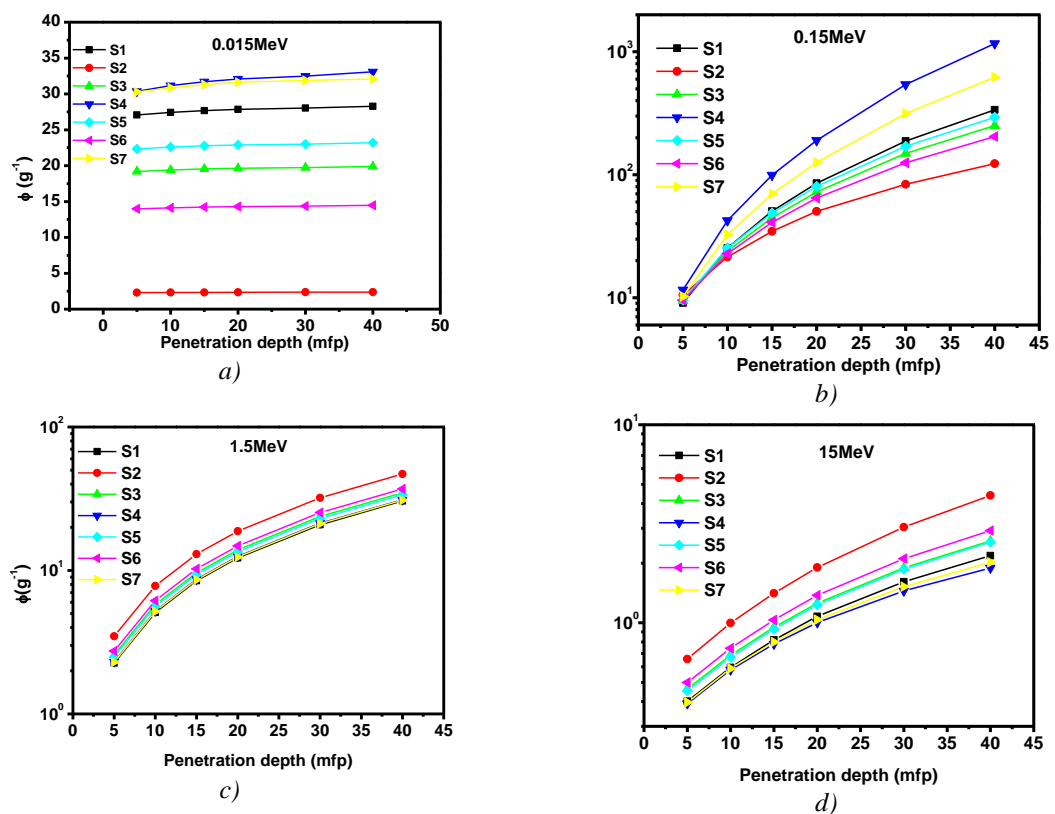 0.015MeV
S1
S2
S3
S4
S5
S6
S7
40
35
30
25
20
15
10
5
0
ϕ (g⁻¹)
0 10 20 30 40 50
Penetration depth (mfp)
a)
0.15MeV
S1
S2
S3
S4
S5
S6
S7
10³
10²
10¹
0 5 10 15 20 25 30 35 40 45
Penetration depth (mfp)
b)
1.5MeV
S1
S2
S3
S4
S5
S6
S7
10²
10¹
10⁰
ϕ(g⁻¹)
0 5 10 15 20 25 30 35 40 45
Penetration depth (mfp)
c)
15MeV
S1
S2
S3
S4
S5
S6
S7
10¹
10⁰
0 5 10 15 20 25 30 35 40 45
Penetration depth (mfp)
d)